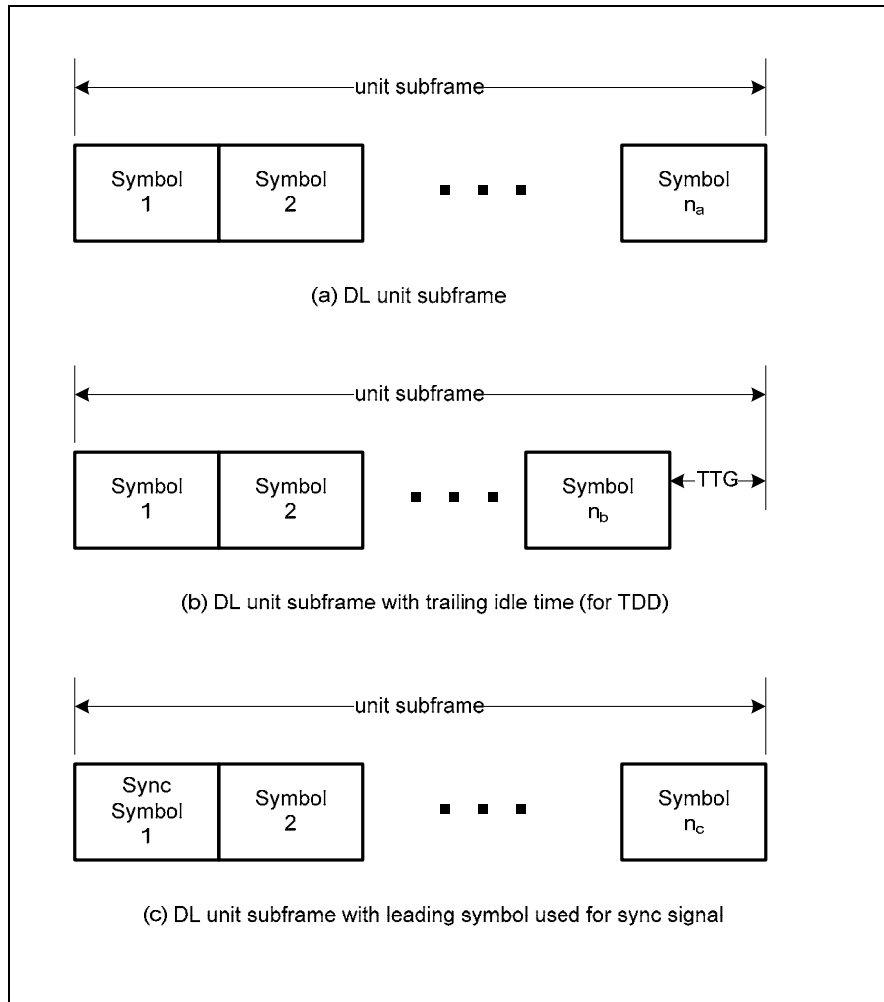 unit subframe
Symbol
1
Symbol
2
Symbol
nₐ
(a) DL unit subframe
unit subframe
Symbol
1
Symbol
2
Symbol
n_b
TTG
(b) DL unit subframe with trailing idle time (for TDD)
unit subframe
Sync
Symbol
1
Symbol
2
Symbol
n_c
(c) DL unit subframe with leading symbol used for sync signal